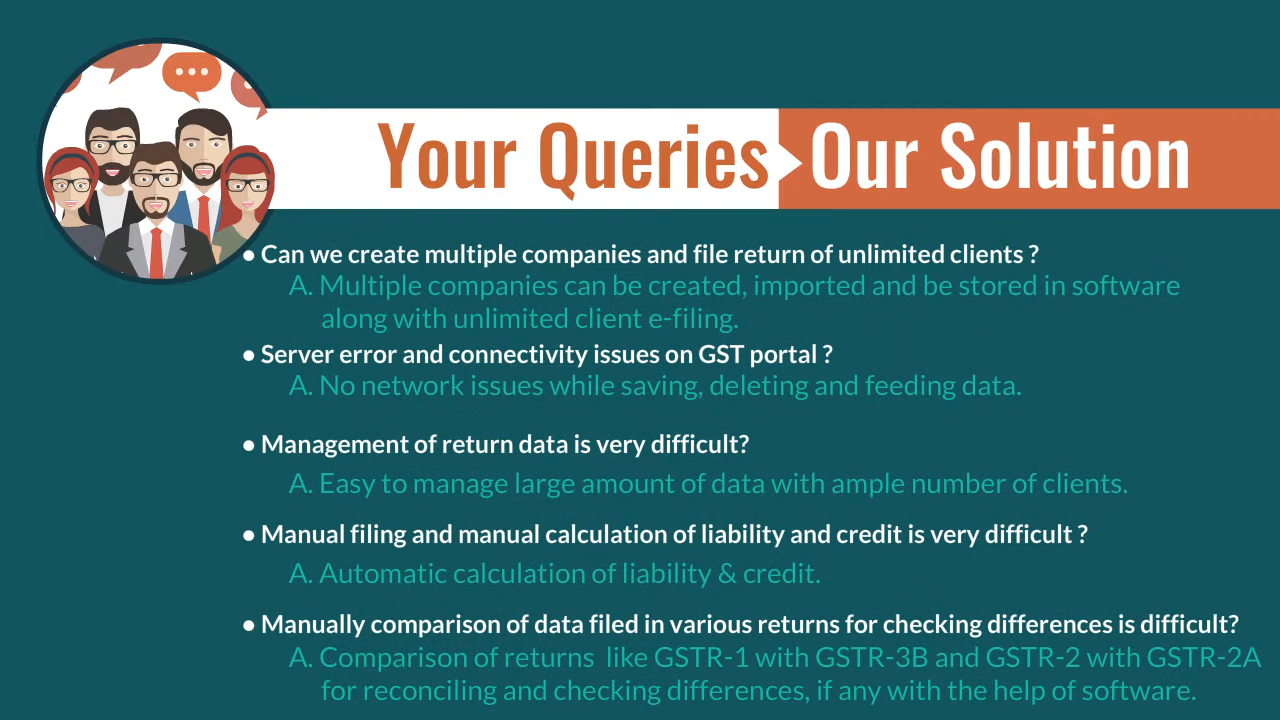 Your Queries Our Solution
● Can we create multiple companies and file return of unlimited clients ?
A. Multiple companies can be created, imported and be stored in software
along with unlimited client e-filing.
● Server error and connectivity issues on GST portal ?
A. No network issues while saving, deleting and feeding data.
● Management of return data is very difficult?
A. Easy to manage large amount of data with ample number of clients.
● Manual filing and manual calculation of liability and credit is very difficult ?
A. Automatic calculation of liability & credit.
● Manually comparison of data filed in various returns for checking differences is difficult?
A. Comparison of returns like GSTR-1 with GSTR-3B and GSTR-2 with GSTR-2A
for reconciling and checking differences, if any with the help of software.